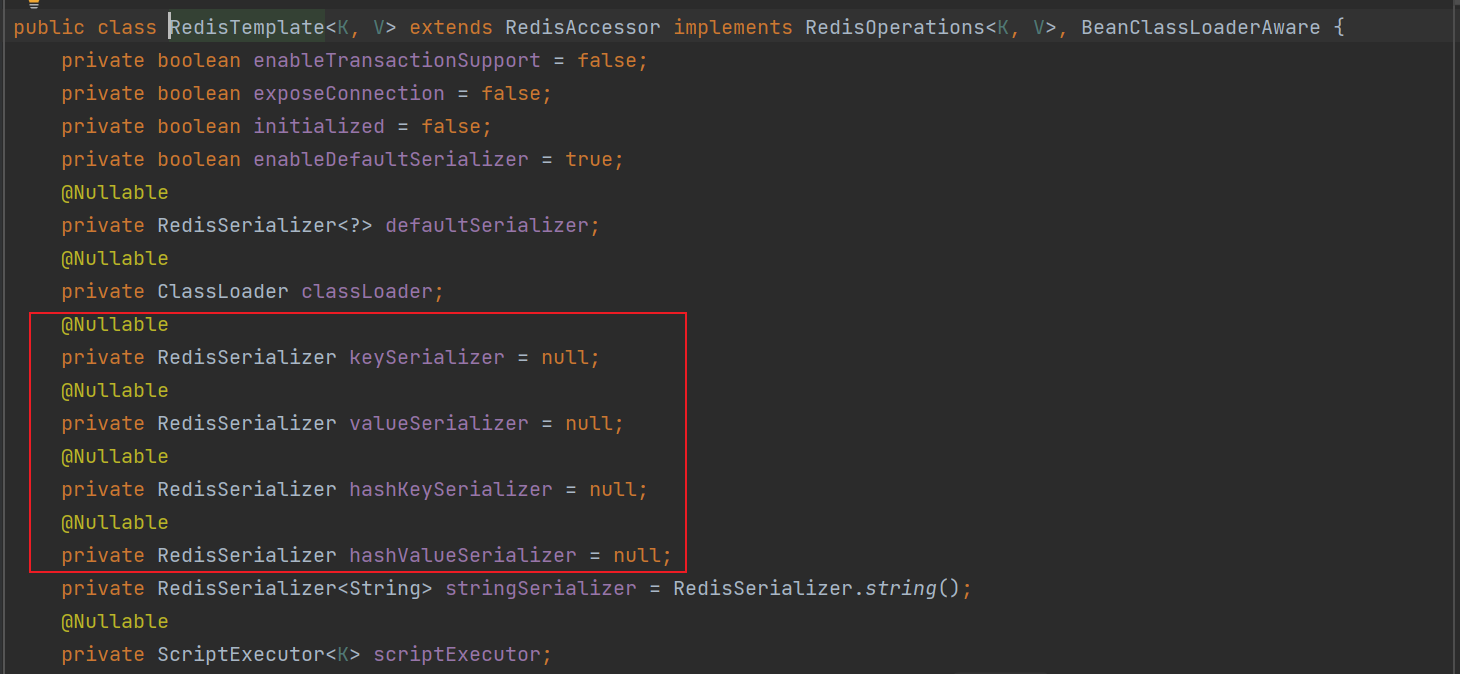 public class RedisTemplate<K, V> extends RedisAccessor implements RedisOperations<K, V>, BeanClassLoaderAware {
    private boolean enableTransactionSupport = false;
    private boolean exposeConnection = false;
    private boolean initialized = false;
    private boolean enableDefaultSerializer = true;
    @Nullable
    private RedisSerializer<?> defaultSerializer;
    @Nullable
    private ClassLoader classLoader;
    @Nullable
    private RedisSerializer keySerializer = null;
    @Nullable
    private RedisSerializer valueSerializer = null;
    @Nullable
    private RedisSerializer hashKeySerializer = null;
    @Nullable
    private RedisSerializer hashValueSerializer = null;
    private RedisSerializer<String> stringSerializer = RedisSerializer.string();
    @Nullable
    private ScriptExecutor<K> scriptExecutor;